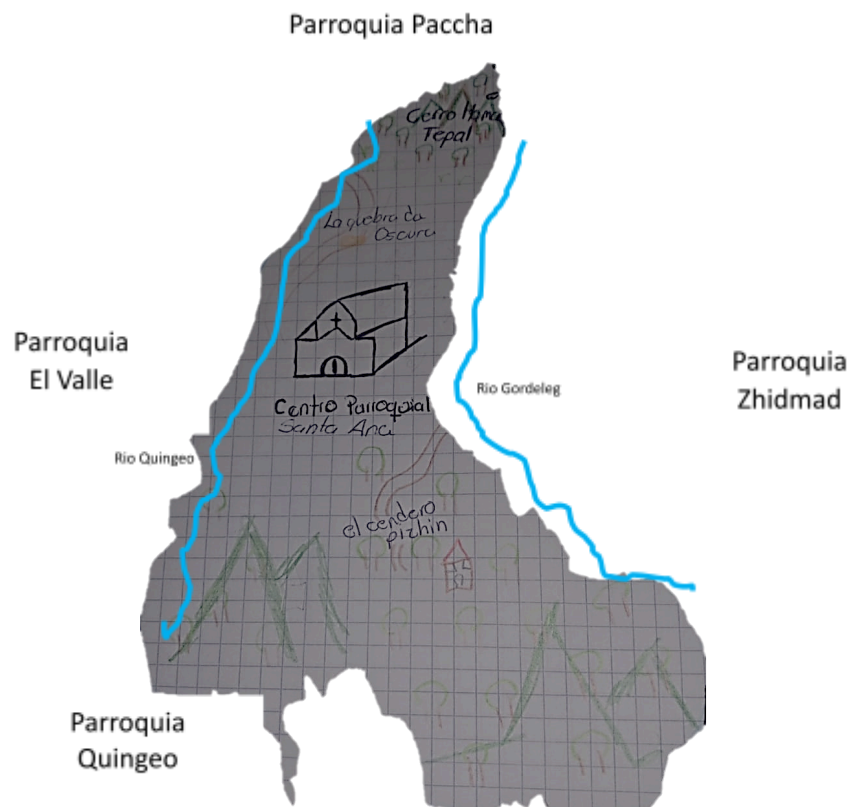 Parroquia Paccha
Cerro Hama
Tepal
La quebrada
Oscura
Parroquia
El Valle
Parroquia
Zhidmad
Rio Gordeleg
Centro Parroquial
Santa Ana
Rio Quingeo
el cendero
pizhin
Parroquia
Quingeo